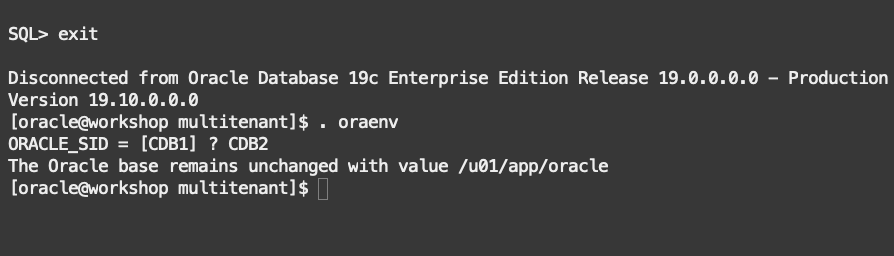 SQL> exit
Disconnected from Oracle Database 19c Enterprise Edition Release 19.0.0.0.0 – Production
Version 19.10.0.0.0
[oracle@workshop multitenant]$ . oraenv
ORACLE_SID = [CDB1] ? CDB2
The Oracle base remains unchanged with value /u01/app/oracle
[oracle@workshop multitenant]$